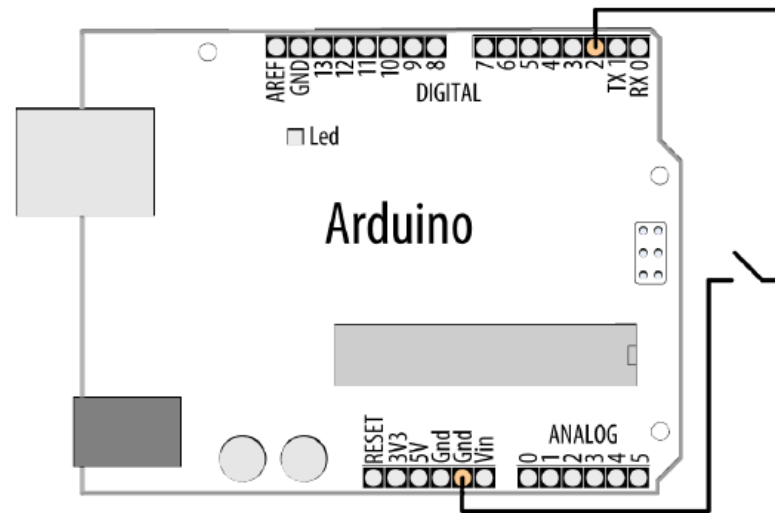 AREF GND 13 12 11 10 9 8 7 6 5 4 3 2 TX 1 RX 0
DIGITAL
Led
Arduino
RESET 3V3 5V Gnd Gnd Vin
ANALOG
0 1 2 3 4 5